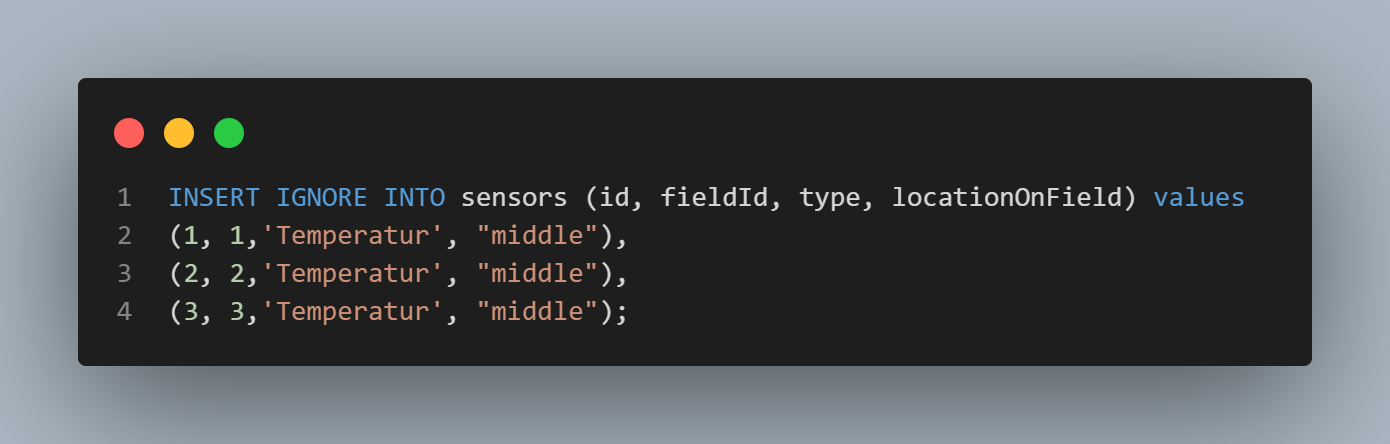 1 INSERT IGNORE INTO sensors (id, fieldId, type, locationOnField) values
2 (1, 1,'Temperatur', "middle"),
3 (2, 2,'Temperatur', "middle"),
4 (3, 3,'Temperatur', "middle");